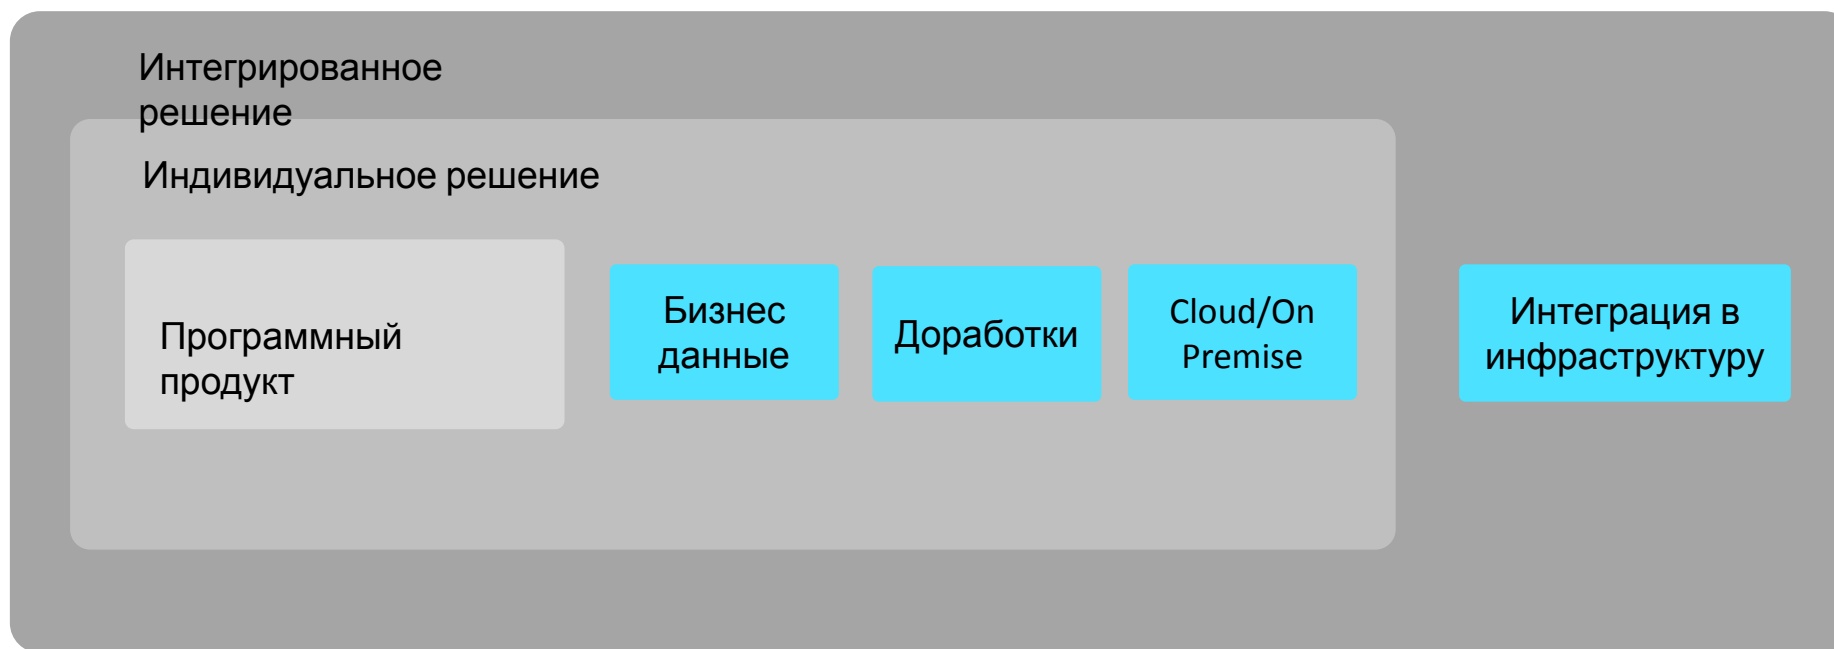 Интегрированное
решение
Индивидуальное решение
Программный
продукт
Бизнес
данные
Доработки
Cloud/On
Premise
Интеграция в
инфраструктуру